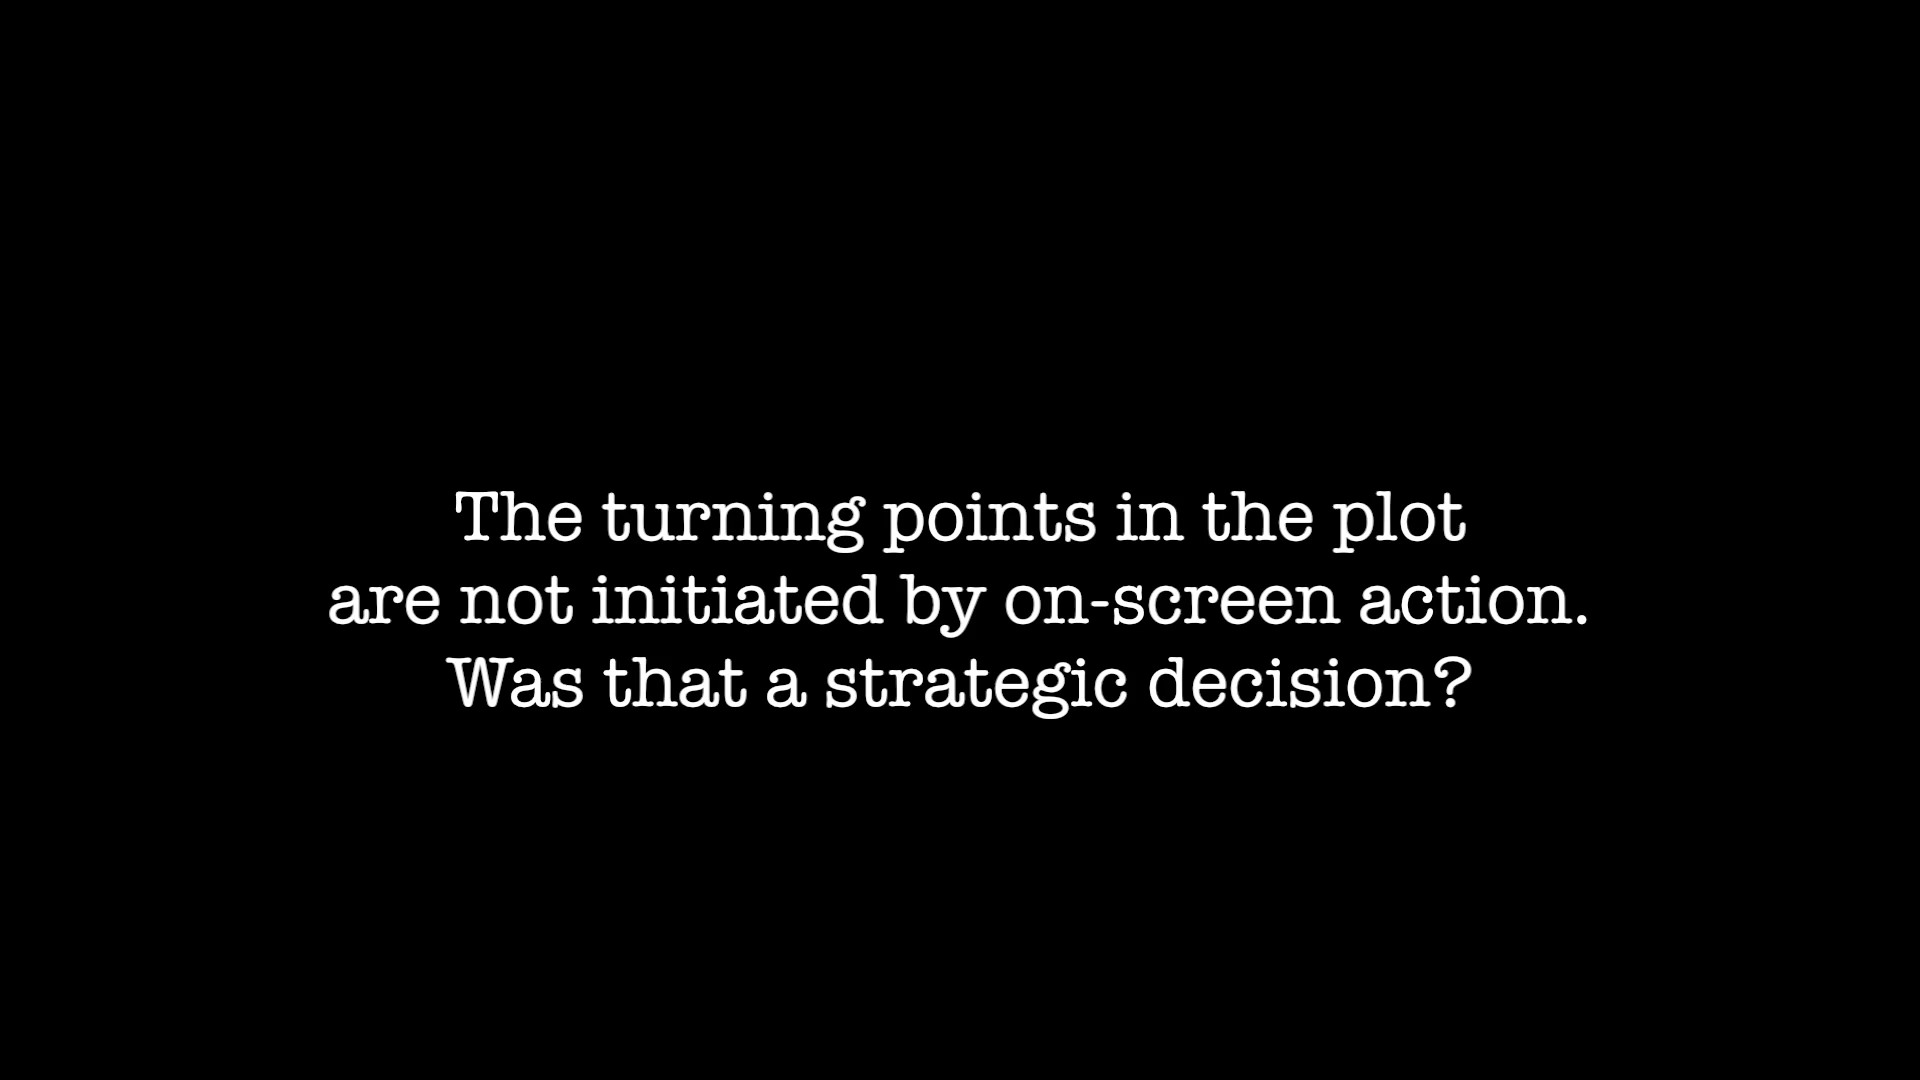 The turning points in the plot
are not initiated by on-screen action.
Was that a strategic decision?